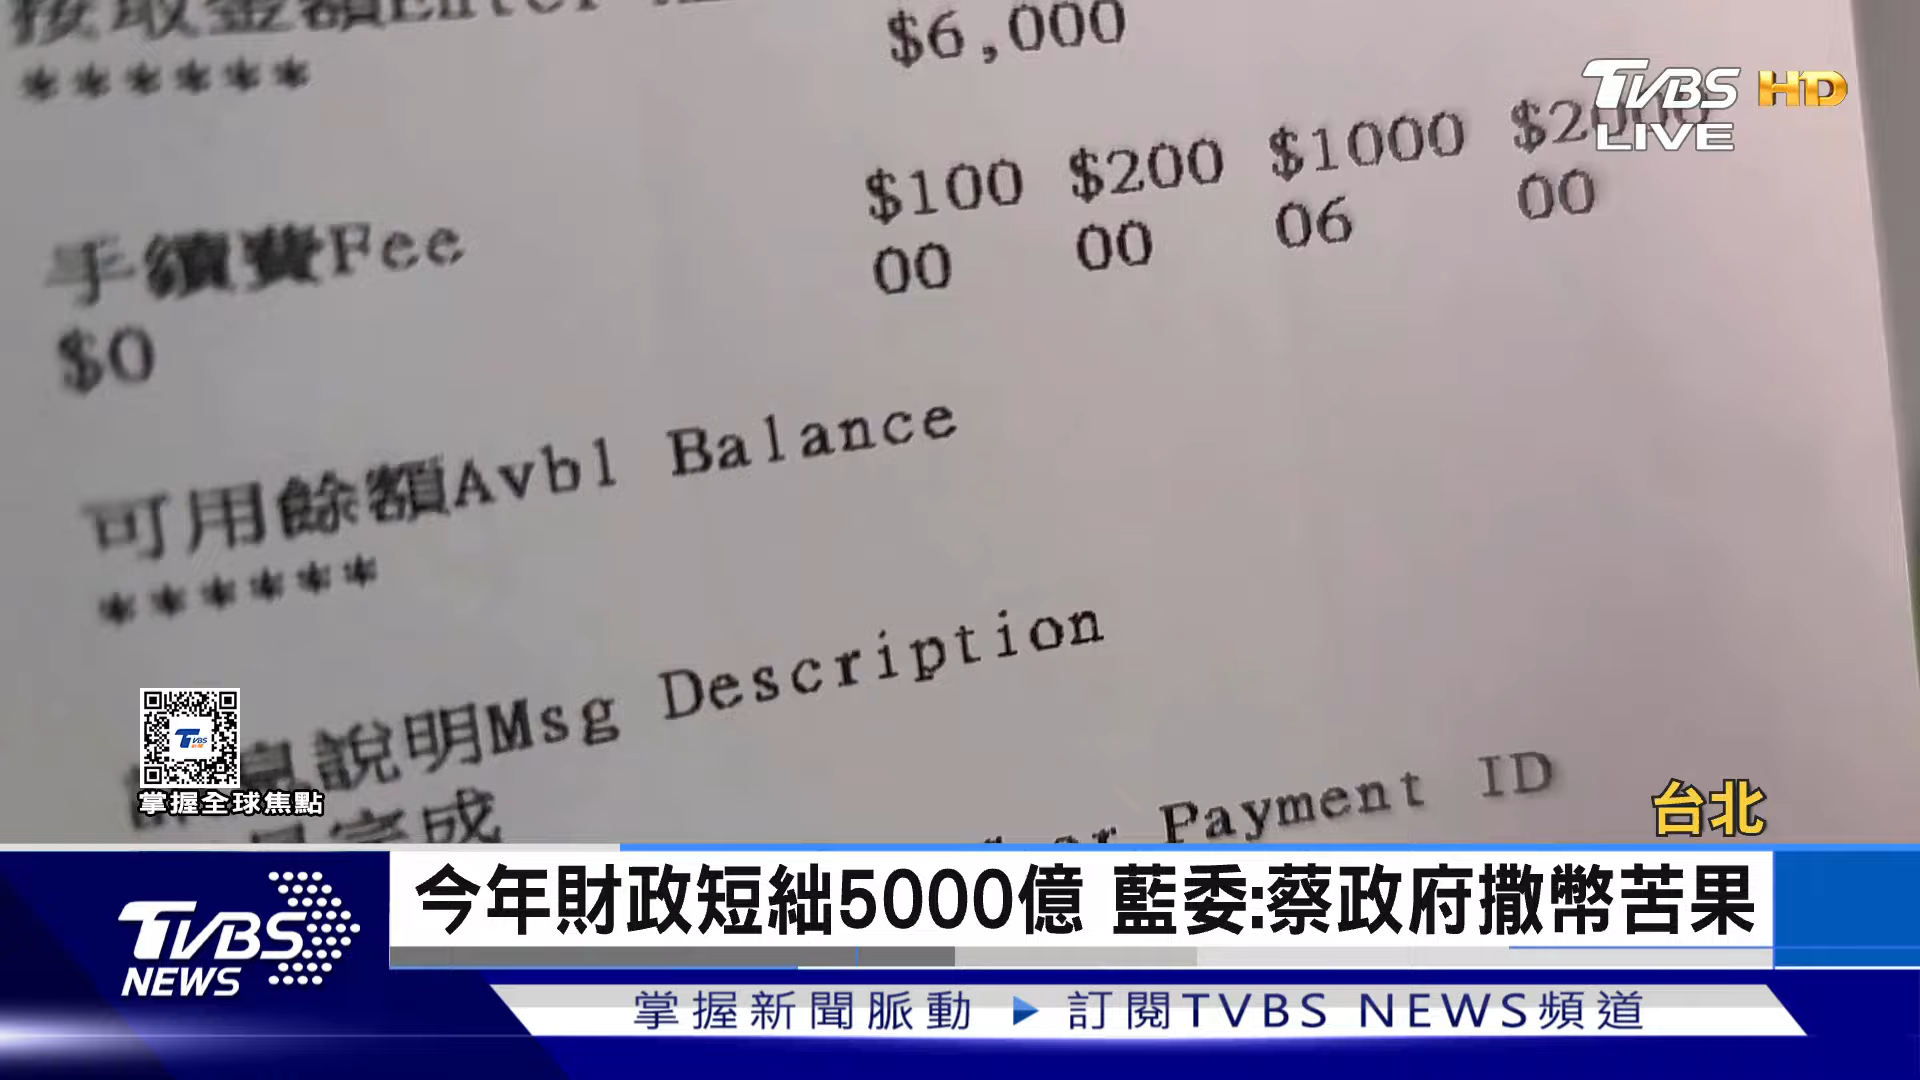 $6,000
******
$100 $200 $1000
00 00 06 00
手續費Fee
$0
可用餘額Avbl Balance
******
說明Msg Description
完成
Payment ID
TVBS HD
LIVE
TVBS
掌握全球焦點
台北
今年財政短絀5000億 藍委:蔡政府撒幣苦果
TVBS
NEWS
掌握新聞脈動 ▶ 訂閱TVBS NEWS頻道